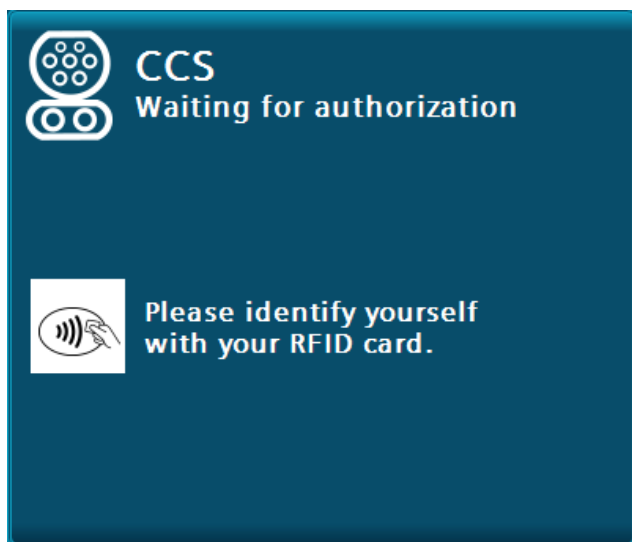 CCS
Waiting for authorization
Please identify yourself
with your RFID card.